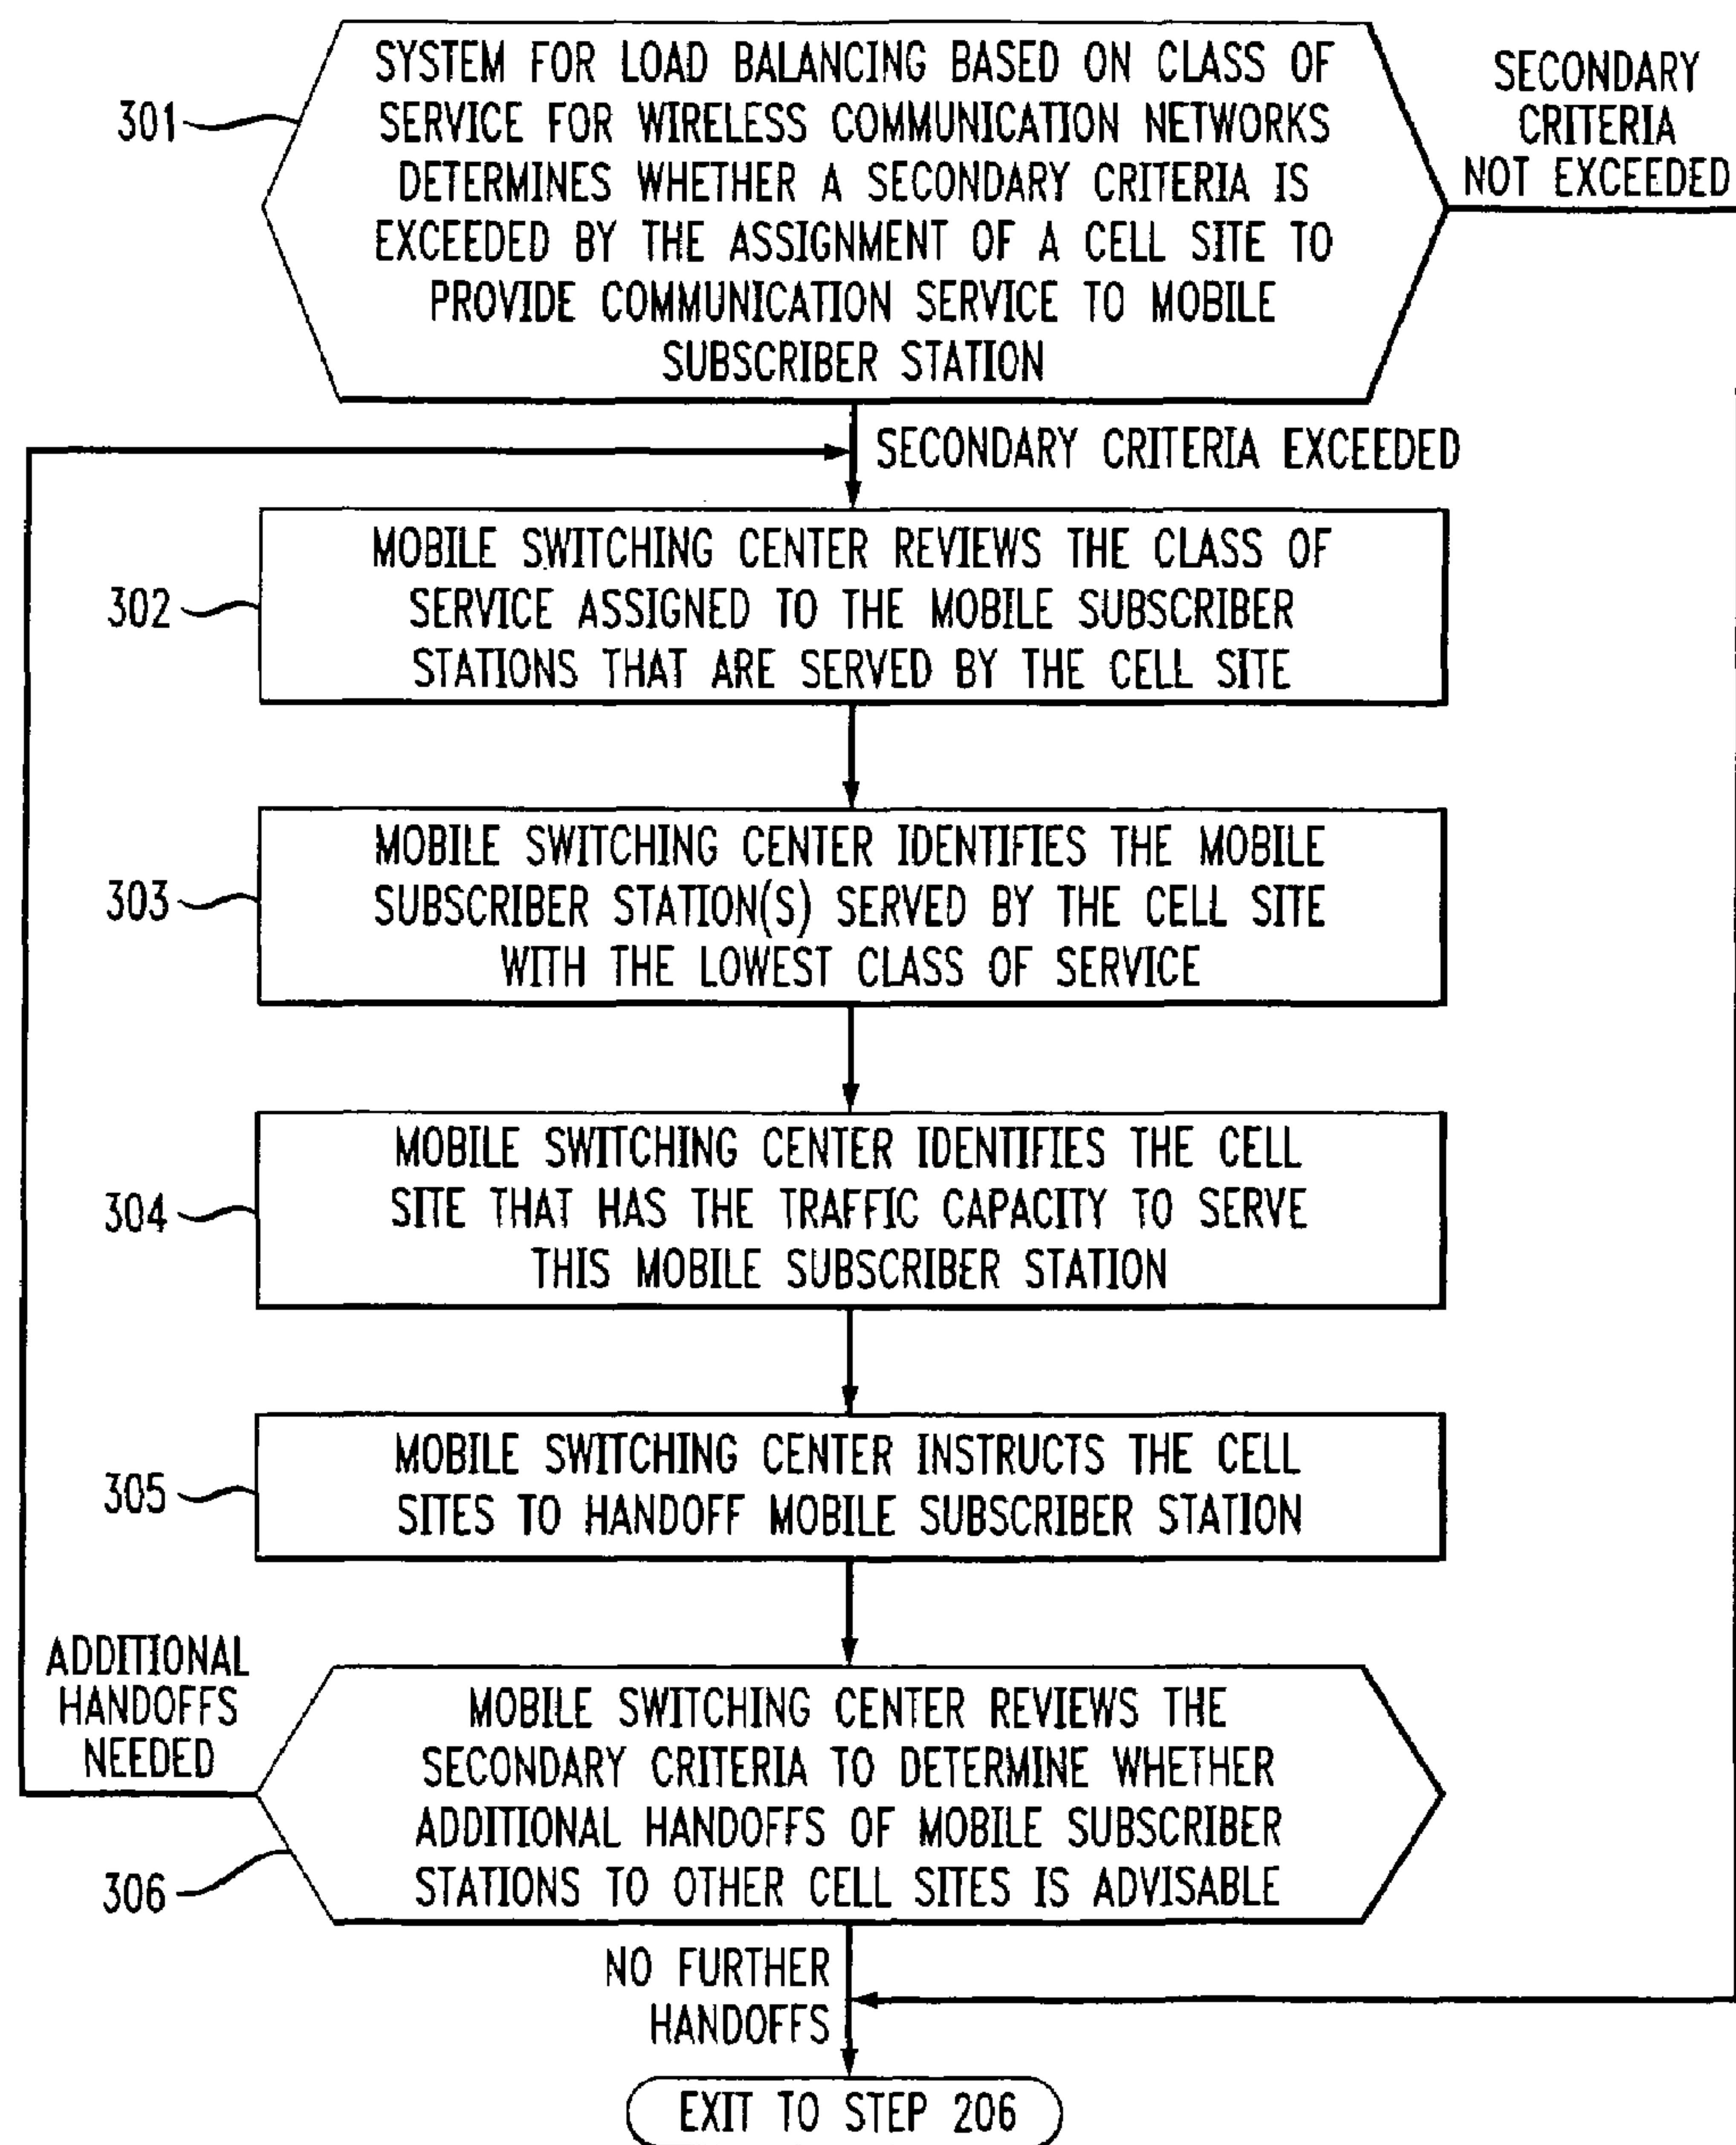 301
SYSTEM FOR LOAD BALANCING BASED ON CLASS OF
SERVICE FOR WIRELESS COMMUNICATION NETWORKS
DETERMINES WHETHER A SECONDARY CRITERIA IS
EXCEEDED BY THE ASSIGNMENT OF A CELL SITE TO
PROVIDE COMMUNICATION SERVICE TO MOBILE
SUBSCRIBER STATION
SECONDARY
CRITERIA
NOT EXCEEDED
SECONDARY CRITERIA EXCEEDED
302
MOBILE SWITCHING CENTER REVIEWS THE CLASS OF
SERVICE ASSIGNED TO THE MOBILE SUBSCRIBER
STATIONS THAT ARE SERVED BY THE CELL SITE
303
MOBILE SWITCHING CENTER IDENTIFIES THE MOBILE
SUBSCRIBER STATION(S) SERVED BY THE CELL SITE
WITH THE LOWEST CLASS OF SERVICE
304
MOBILE SWITCHING CENTER IDENTIFIES THE CELL
SITE THAT HAS THE TRAFFIC CAPACITY TO SERVE
THIS MOBILE SUBSCRIBER STATION
305
MOBILE SWITCHING CENTER INSTRUCTS THE CELL
SITES TO HANDOFF MOBILE SUBSCRIBER STATION
ADDITIONAL
HANDOFFS
NEEDED
306
MOBILE SWITCHING CENTER REVIEWS THE
SECONDARY CRITERIA TO DETERMINE WHETHER
ADDITIONAL HANDOFFS OF MOBILE SUBSCRIBER
STATIONS TO OTHER CELL SITES IS ADVISABLE
NO FURTHER
HANDOFFS
EXIT TO STEP 206